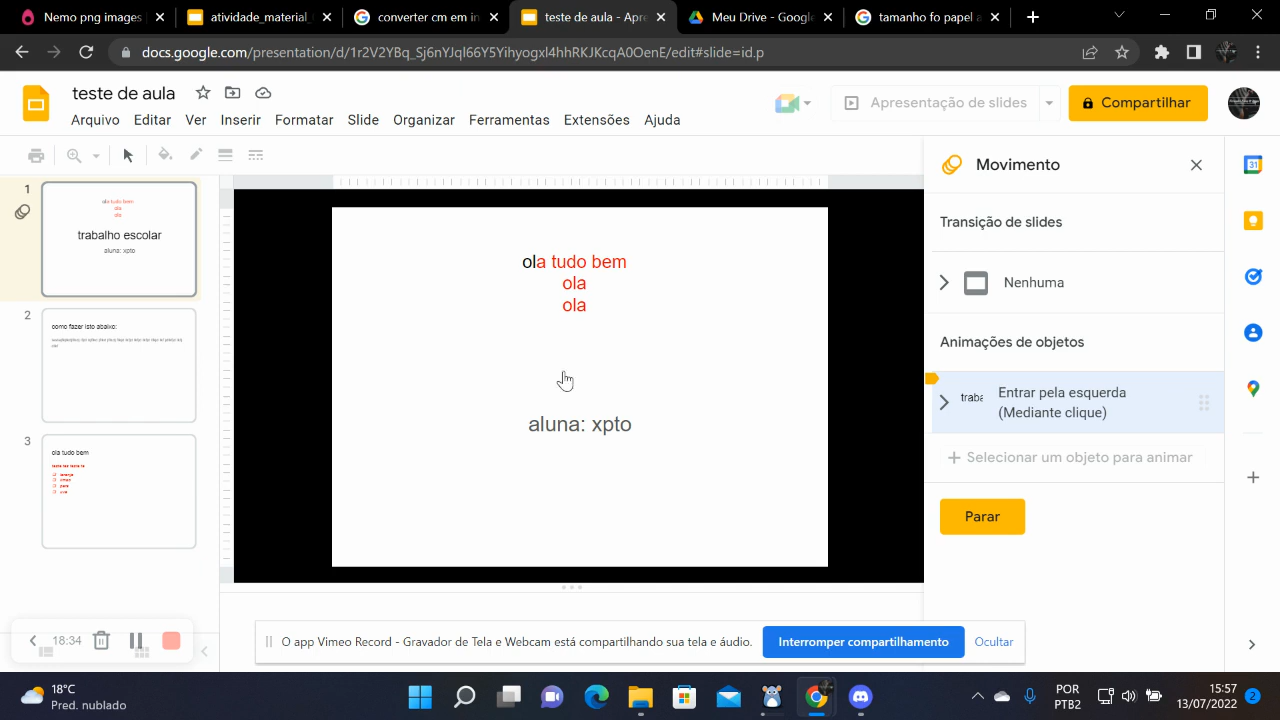 Nemo png images
atividade_material_
converter cm em in
teste de aula - Apre
Meu Drive - Google
tamanho fo papel a
docs.google.com/presentation/d/1r2V2YBq_Sj6nYJql66Y5Yihyogxl4hhRKJKcqA0OenE/edit#slide=id.p
teste de aula
Arquivo Editar Ver Inserir Formatar Slide Organizar Ferramentas Extensões Ajuda
Apresentação de slides
Compartilhar
1
ola tudo bem
ola
ola
trabalho escolar
aluna: xpto
2
como fazer isto abaixo:
3
ola tudo bem
ola tudo bem
ola
ola
aluna: xpto
Movimento
Transição de slides
Nenhuma
Animações de objetos
traba
Entrar pela esquerda
(Mediante clique)
Selecionar um objeto para animar
Parar
18:34
O app Vimeo Record - Gravador de Tela e Webcam está compartilhando sua tela e áudio.
Interromper compartilhamento
Ocultar
18°C
Pred. nublado
POR
PTB2
15:57
13/07/2022
2
31